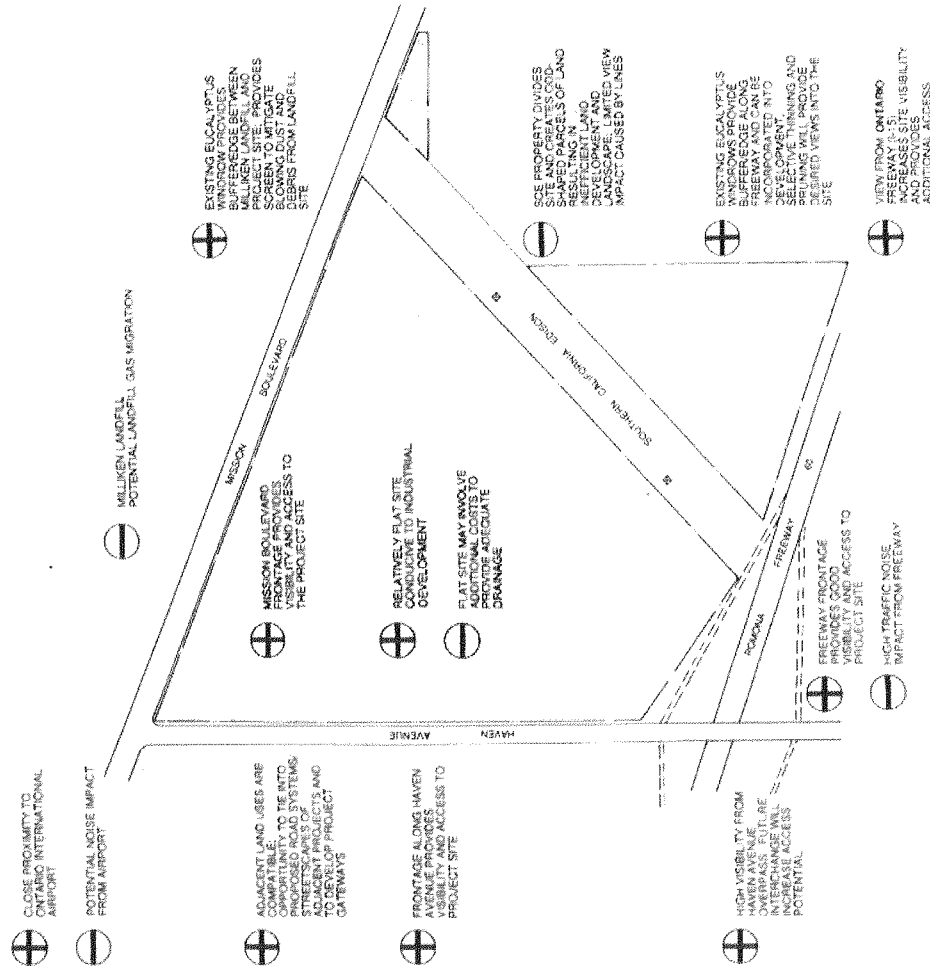 CLOSE PROXIMITY TO
ONTARIO INTERNATIONAL
AIRPORT
POTENTIAL NOISE IMPACT
FROM AIRPORT
MILLIKEN LANDFILL
POTENTIAL LANDFILL GAS MIGRATION
EXISTING EUCALYPTUS
WINDROW PROVIDES
BUFFER/EDGE BETWEEN
MILLIKEN LANDFILL AND
PROJECT SITE: PROVIDES
SCREEN TO MITIGATE
BLOWING DUST AND
DEBRIS FROM LANDFILL
SITE
MISSION BOULEVARD
ADJACENT LAND USES ARE
COMPATIBLE:
OPPORTUNITY TO TIE INTO
PROPOSED ROAD SYSTEMS/
STREETSCAPES OF
ADJACENT PROJECTS AND
TO DEVELOP PROJECT
GATEWAYS
MISSION BOULEVARD
FRONTAGE PROVIDES
VISIBILITY AND ACCESS TO
THE PROJECT SITE
RELATIVELY FLAT SITE
CONDUCIVE TO INDUSTRIAL
DEVELOPMENT
FLAT SITE MAY INVOLVE
ADDITIONAL COSTS TO
PROVIDE ADEQUATE
DRAINAGE
HAVEN AVENUE
FRONTAGE ALONG HAVEN
AVENUE PROVIDES
VISIBILITY AND ACCESS TO
PROJECT SITE
SOUTHERN CALIFORNIA EDISON
SCE PROPERTY DIVIDES
SITE AND CREATES ODD-
SHAPED PARCELS OF LAND
RESULTING IN
INEFFICIENT LAND
DEVELOPMENT AND
LANDSCAPE, LIMITED VIEW
IMPACT CAUSED BY LINES
EXISTING EUCALYPTUS
WINDROWS PROVIDE
BUFFER/EDGE ALONG
FREEWAY AND CAN BE
INCORPORATED INTO
DEVELOPMENT,
SELECTIVE THINNING AND
PRUNING WILL PROVIDE
DESIRED VIEWS INTO THE
SITE
POMONA FREEWAY 60
HIGH VISIBILITY FROM
HAVEN AVENUE
OVERPASS FUTURE
INTERCHANGE WILL
INCREASE ACCESS
POTENTIAL
FREEWAY FRONTAGE
PROVIDES GOOD
VISIBILITY AND ACCESS TO
PROJECT SITE
HIGH TRAFFIC NOISE
IMPACT FROM FREEWAY
VIEW FROM ONTARIO
FREEWAY (I-15)
INCREASES SITE VISIBILITY
AND PROVIDES
ADDITIONAL ACCESS